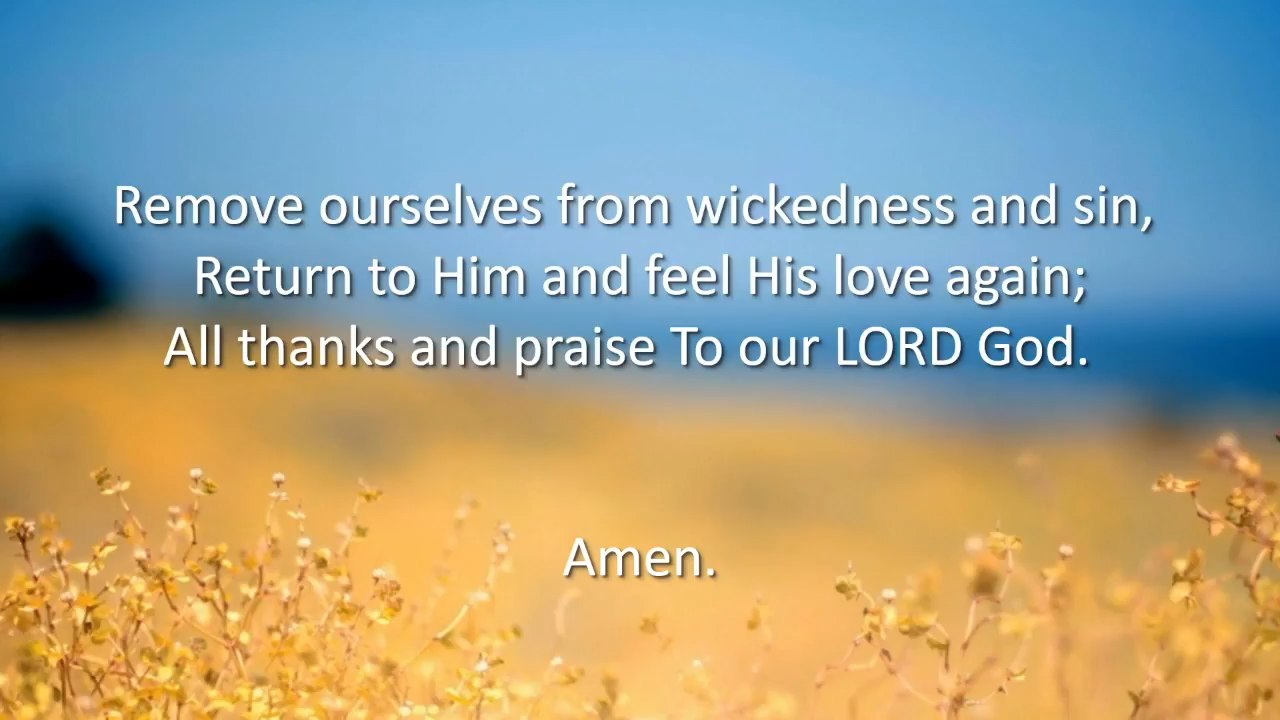 Remove ourselves from wickedness and sin,
Return to Him and feel His love again;
All thanks and praise To our LORD God.
Amen.